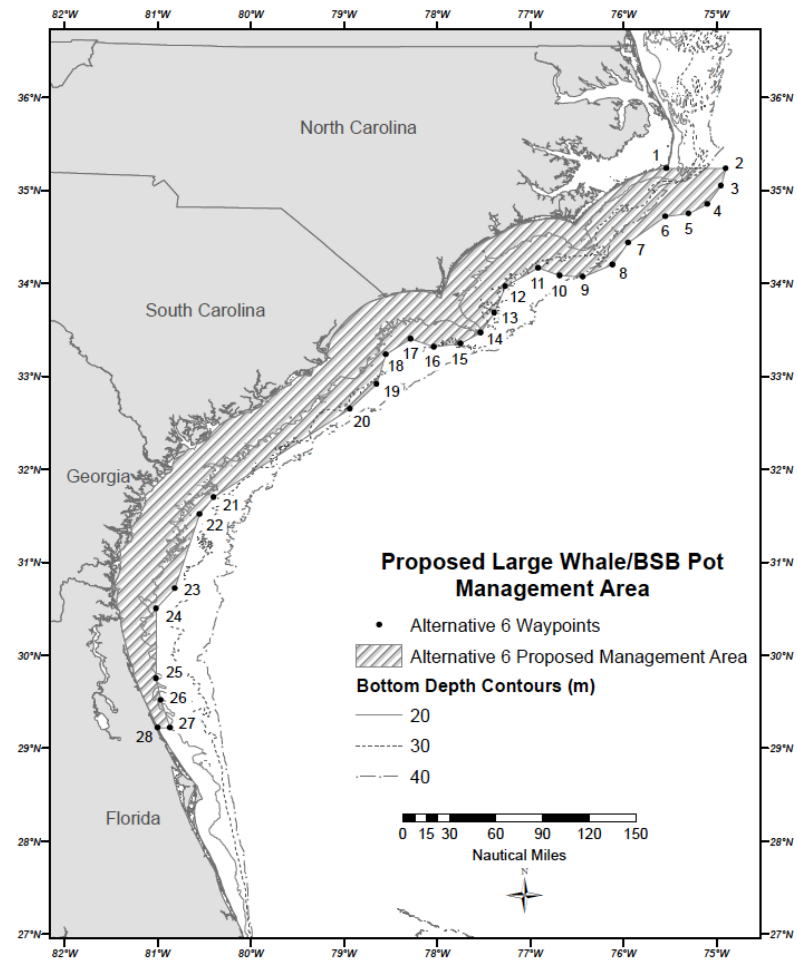 82°W 81°W 80°W 79°W 78°W 77°W 76°W 75°W
36°N 36°N
North Carolina
1 2
35°N 35°N
3
4
5
6
7
8
34°N 34°N
9
10
11
12
South Carolina
13
14
15
16
17
18
33°N 33°N
19
20
32°N 32°N
Georgia
21
22
31°N 31°N
23
24
Proposed Large Whale/BSB Pot
Management Area
Alternative 6 Waypoints
Alternative 6 Proposed Management Area
30°N 30°N
25
26
27
28
Bottom Depth Contours (m)
20
30
40
29°N 29°N
Florida
0 15 30 60 90 120 150
Nautical Miles
N
28°N 28°N
27°N 27°N
82°W 81°W 80°W 79°W 78°W 77°W 76°W 75°W